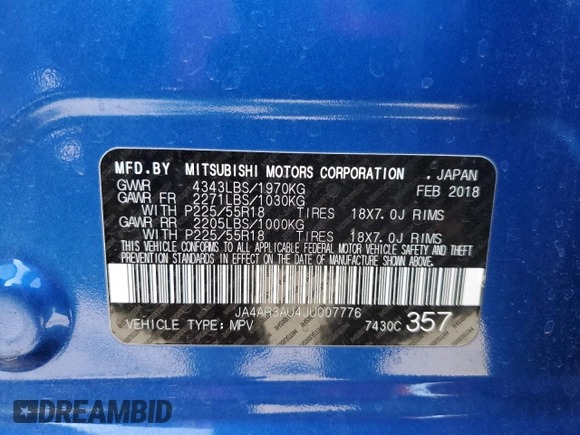 MFD.BY MITSUBISHI MOTORS CORPORATION , JAPAN
GVWR 4343LBS/1970KG FEB 2018
GAWR FR 2271LBS/1030KG
WITH P225/55R18 TIRES 18X7.0J RIMS
GAWR RR 2205LBS/1000KG
WITH P225/55R18 TIRES 18X7.0J RIMS
THIS VEHICLE CONFORMS TO ALL APPLICABLE FEDERAL MOTOR VEHICLE SAFETY AND
THEFT PREVENTION STANDARDS IN EFFECT ON THE DATE OF MANUFACTURE SHOWN ABOVE.
JA4AR3AU4JU007776
VEHICLE TYPE: MPV 7430C 357
DREAMBID